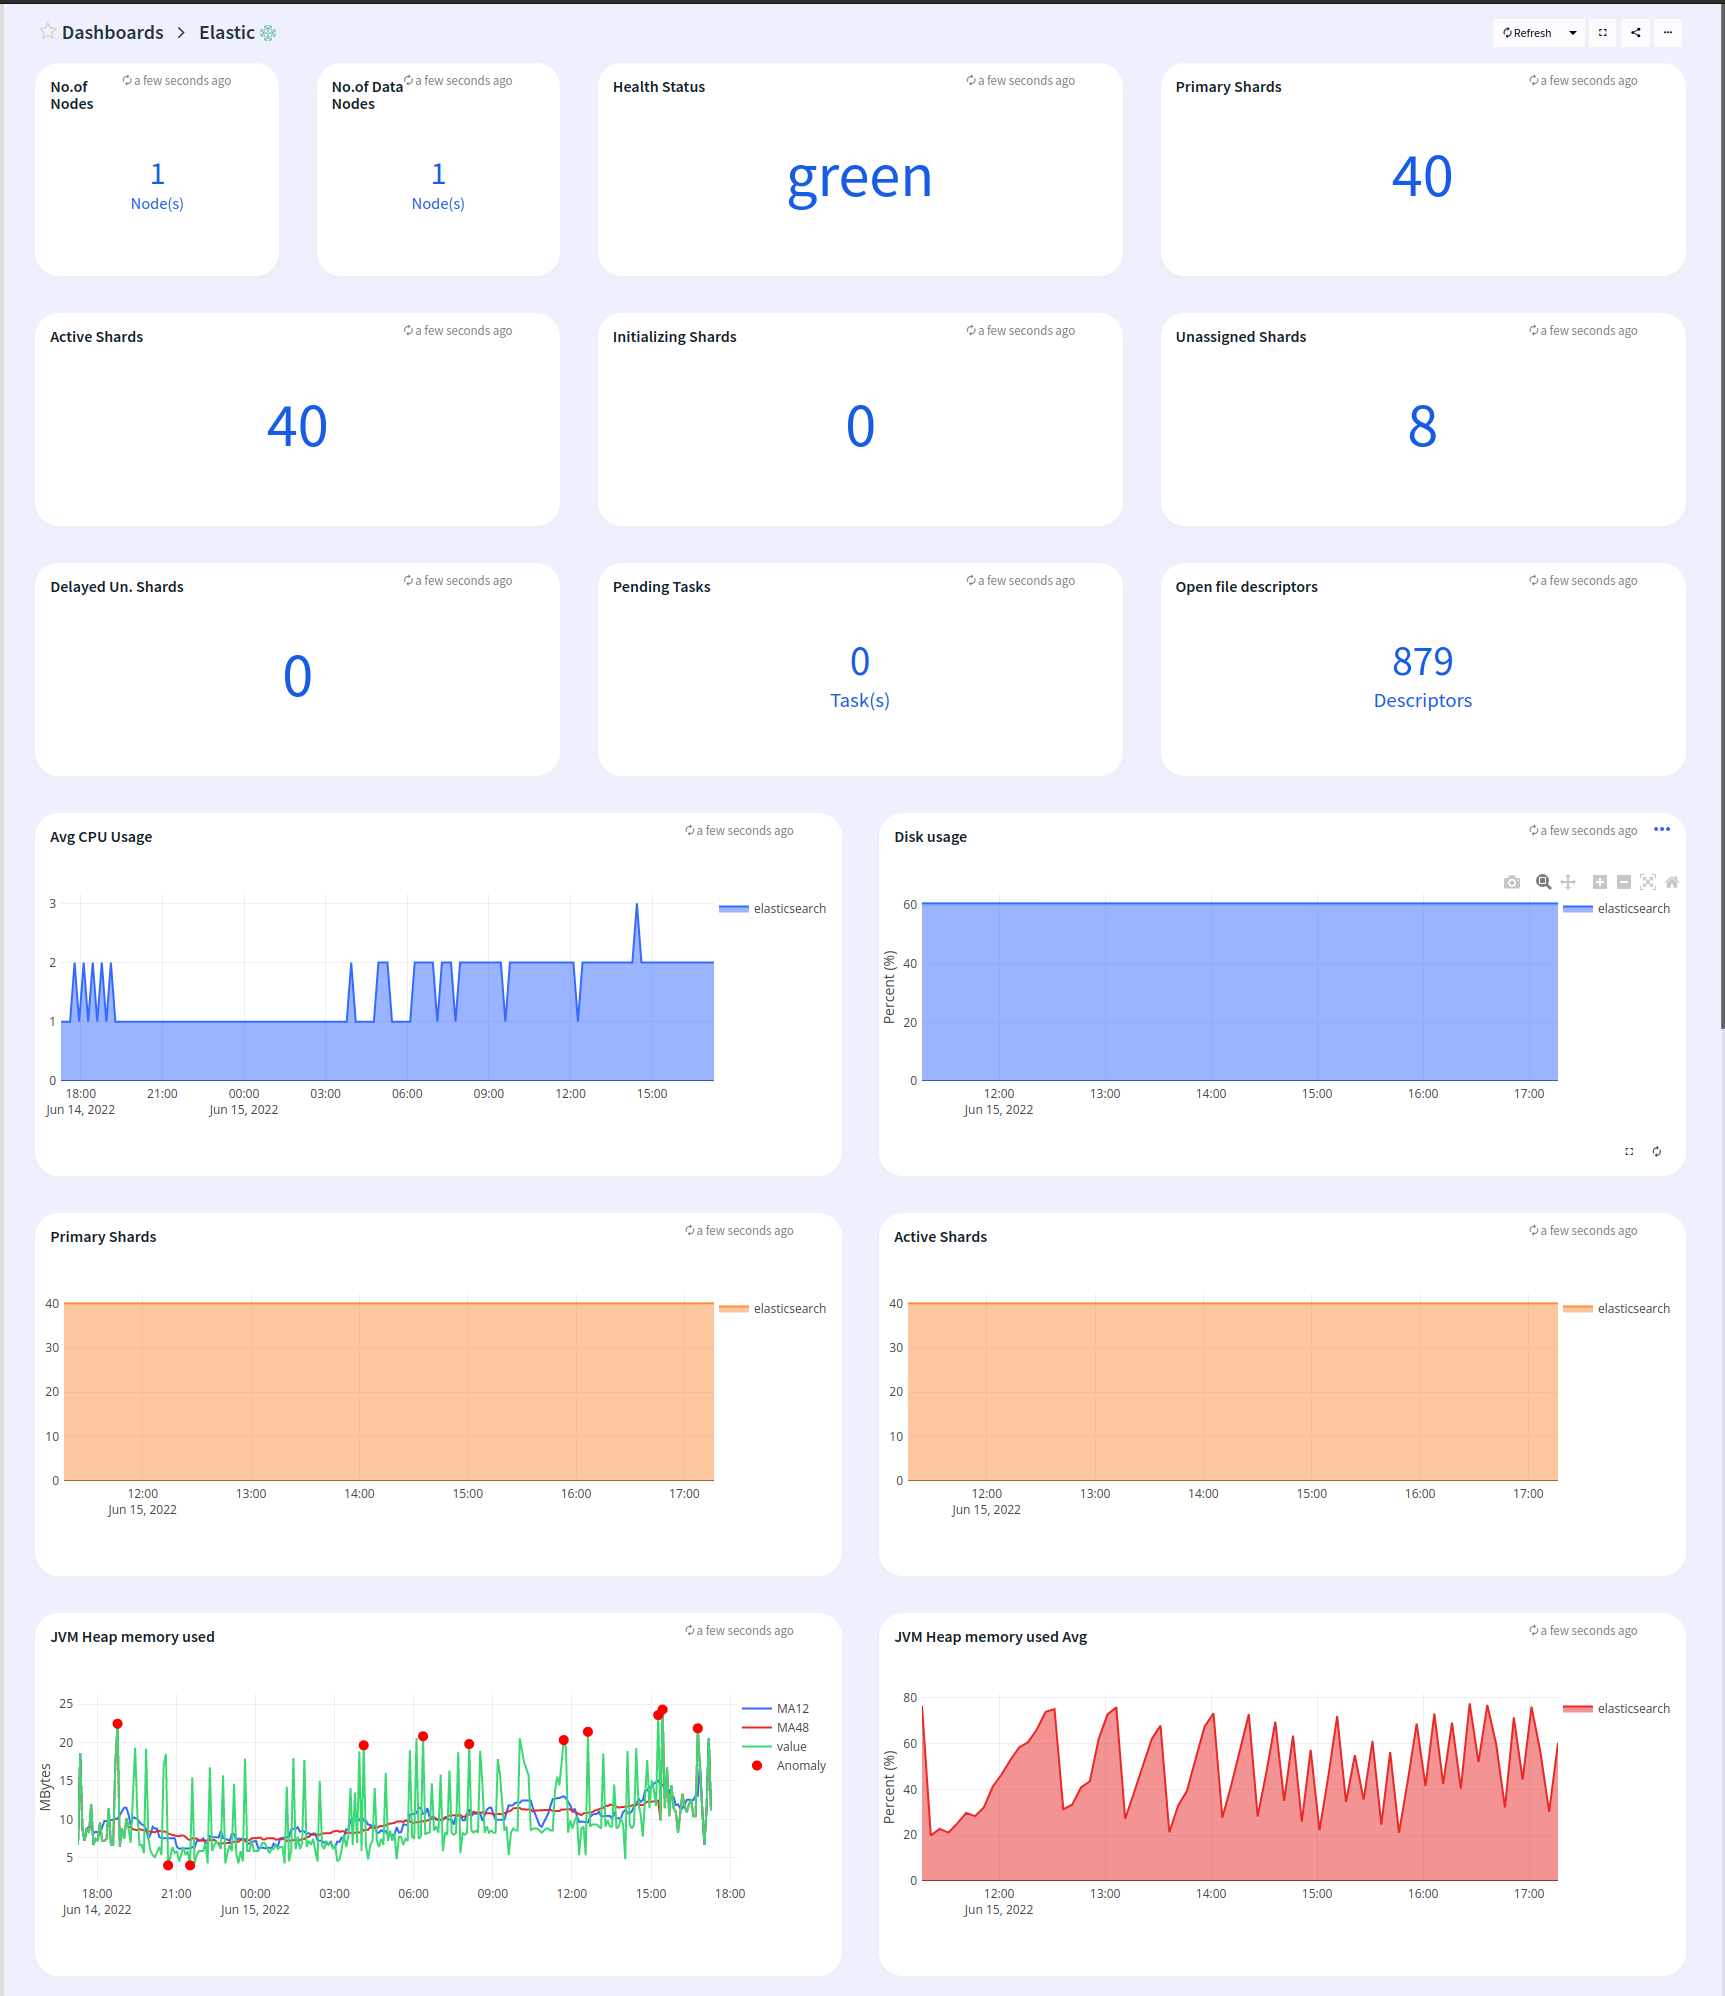 Dashboards > Elastic
Refresh
No.of
Nodes
a few seconds ago
1
Node(s)
No.of Data
Nodes
a few seconds ago
1
Node(s)
Health Status
a few seconds ago
green
Primary Shards
a few seconds ago
40
Active Shards
a few seconds ago
40
Initializing Shards
a few seconds ago
0
Unassigned Shards
a few seconds ago
8
Delayed Un. Shards
a few seconds ago
0
Pending Tasks
a few seconds ago
0
Task(s)
Open file descriptors
a few seconds ago
879
Descriptors
Avg CPU Usage
a few seconds ago
3
2
1
0
elasticsearch
18:00 21:00 00:00 03:00 06:00 09:00 12:00 15:00
Jun 14, 2022 Jun 15, 2022
Disk usage
a few seconds ago
Percent (%)
60
40
20
0
elasticsearch
12:00 13:00 14:00 15:00 16:00 17:00
Jun 15, 2022
Primary Shards
a few seconds ago
40
30
20
10
0
elasticsearch
12:00 13:00 14:00 15:00 16:00 17:00
Jun 15, 2022
Active Shards
a few seconds ago
40
30
20
10
0
elasticsearch
12:00 13:00 14:00 15:00 16:00 17:00
Jun 15, 2022
JVM Heap memory used
a few seconds ago
MBytes
25
20
15
10
5
MA12
MA48
value
Anomaly
18:00 21:00 00:00 03:00 06:00 09:00 12:00 15:00 18:00
Jun 14, 2022 Jun 15, 2022
JVM Heap memory used Avg
a few seconds ago
Percent (%)
80
60
40
20
0
elasticsearch
12:00 13:00 14:00 15:00 16:00 17:00
Jun 15, 2022